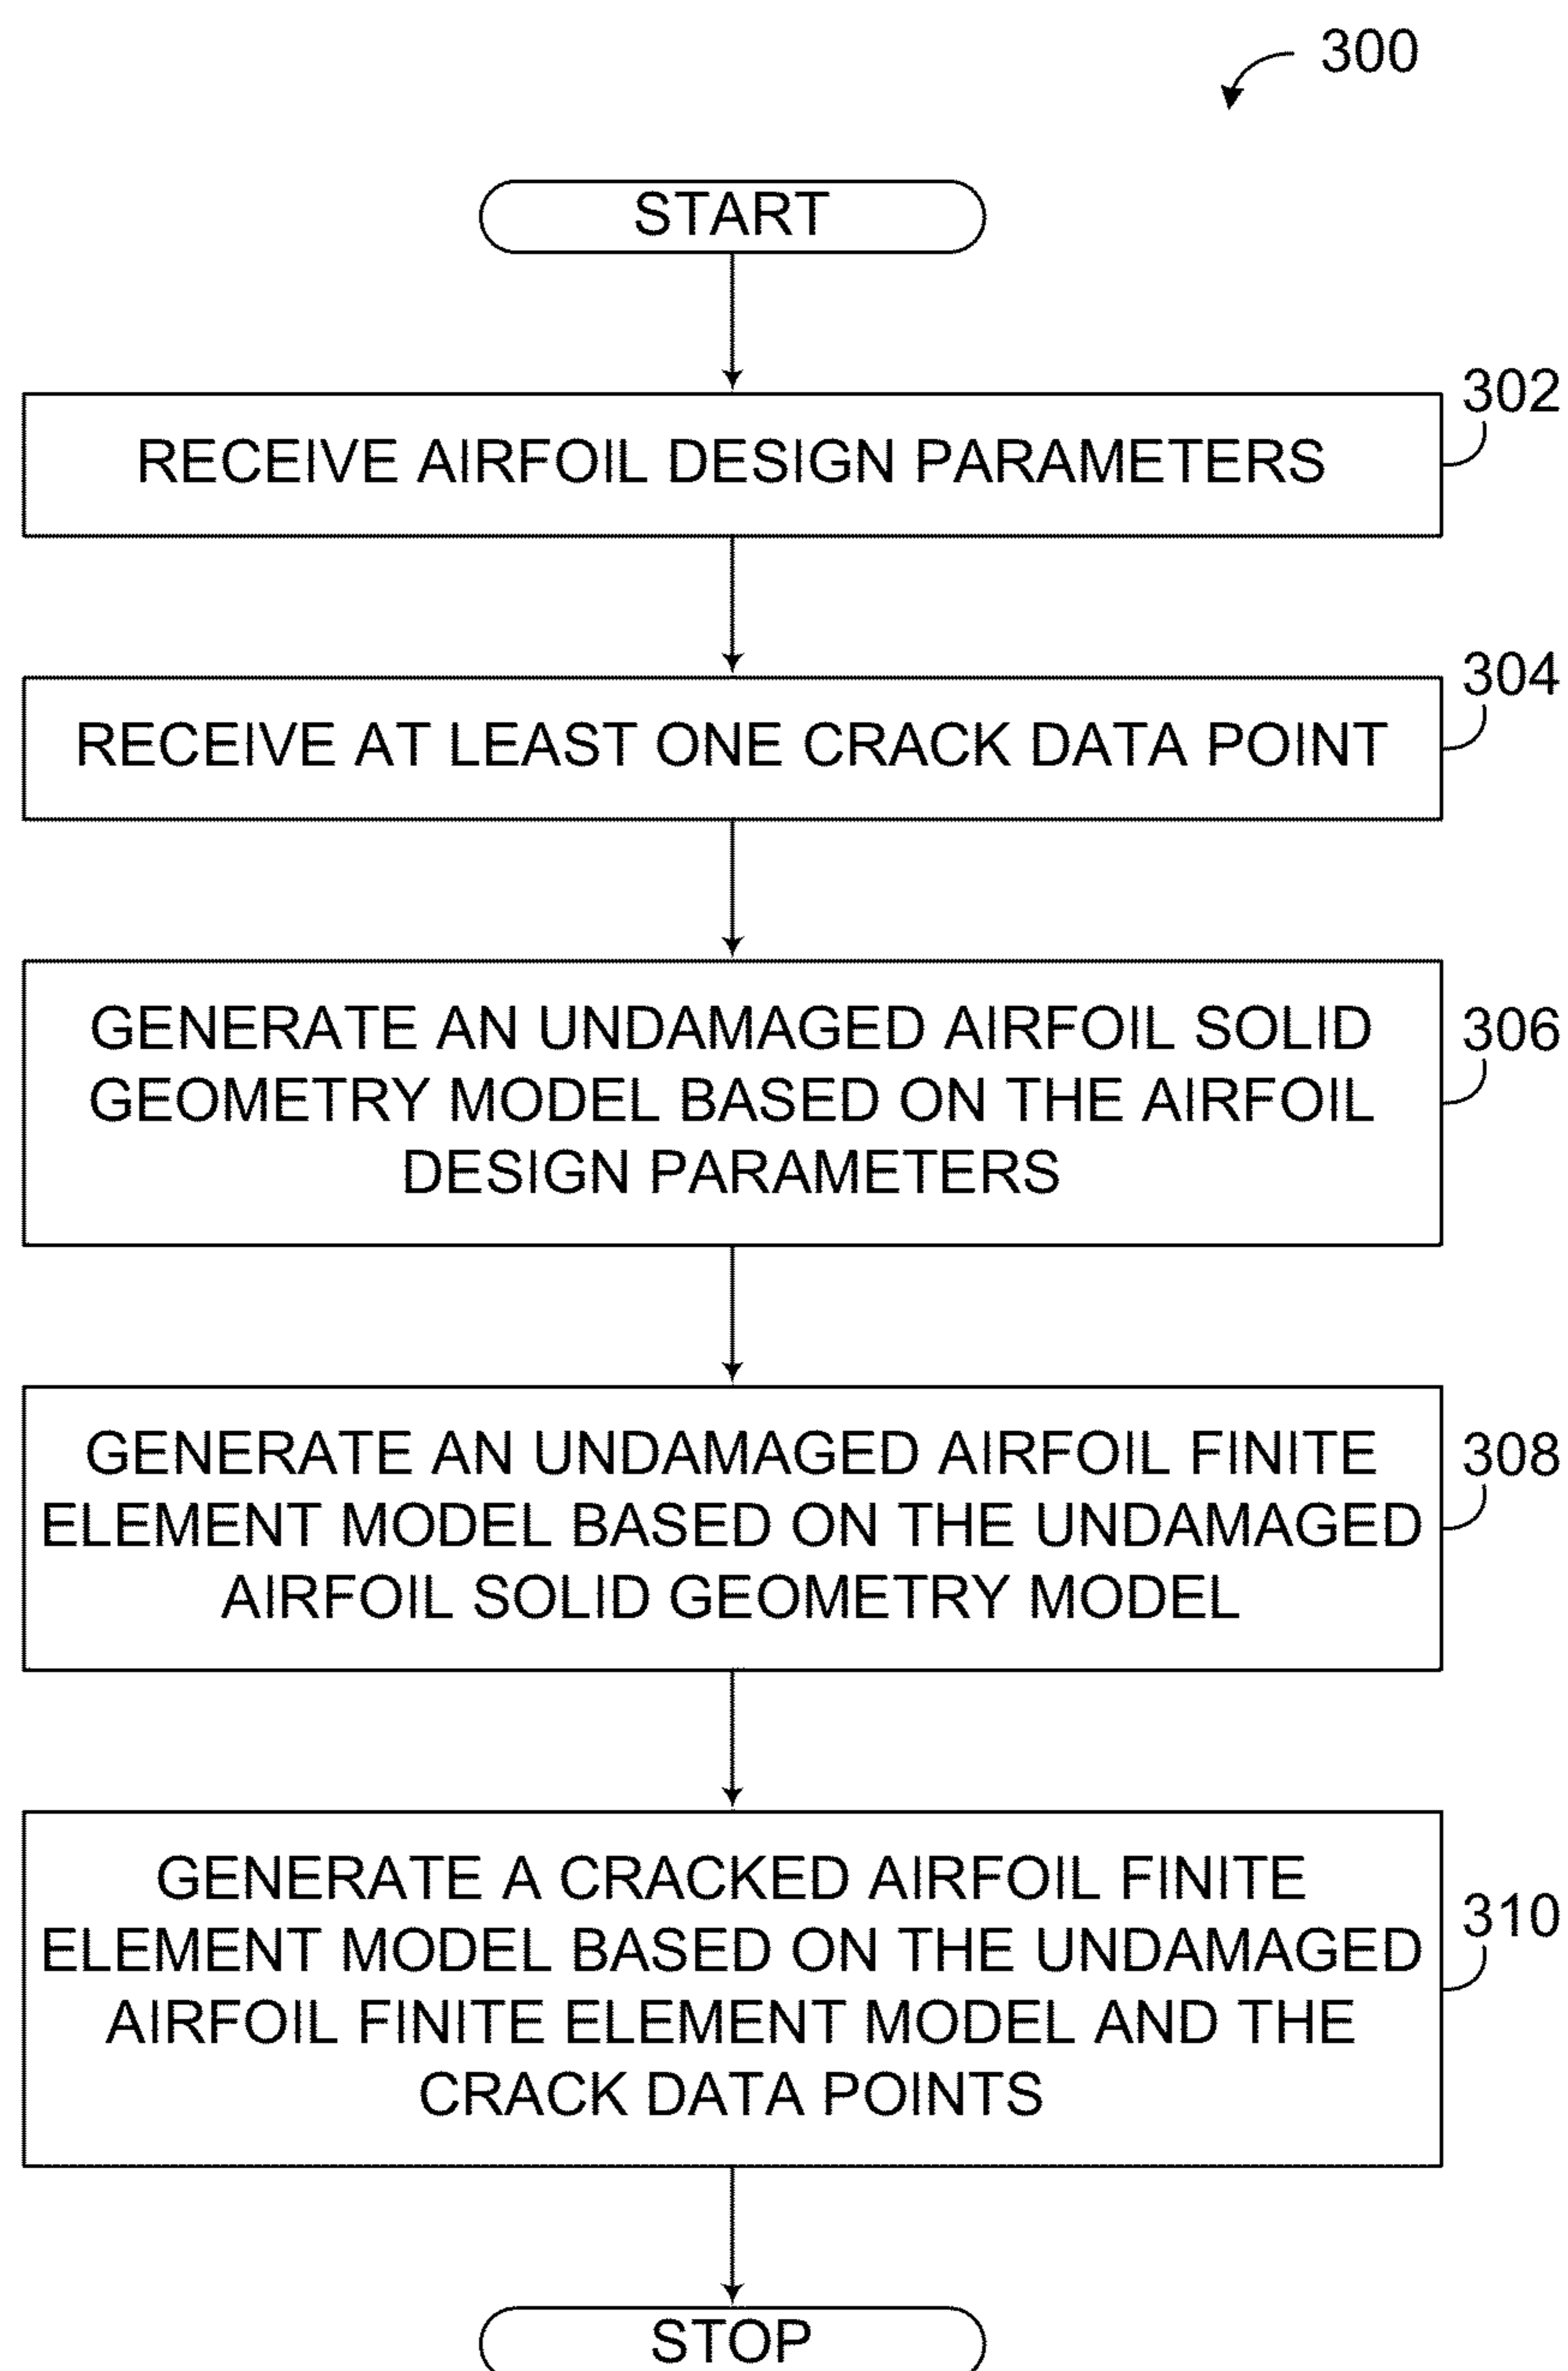 300
START
302
RECEIVE AIRFOIL DESIGN PARAMETERS
304
RECEIVE AT LEAST ONE CRACK DATA POINT
GENERATE AN UNDAMAGED AIRFOIL SOLID
306
GEOMETRY MODEL BASED ON THE AIRFOIL
DESIGN PARAMETERS
GENERATE AN UNDAMAGED AIRFOIL FINITE
308
ELEMENT MODEL BASED ON THE UNDAMAGED
AIRFOIL SOLID GEOMETRY MODEL
GENERATE A CRACKED AIRFOIL FINITE
310
ELEMENT MODEL BASED ON THE UNDAMAGED
AIRFOIL FINITE ELEMENT MODEL AND THE
CRACK DATA POINTS
STOP